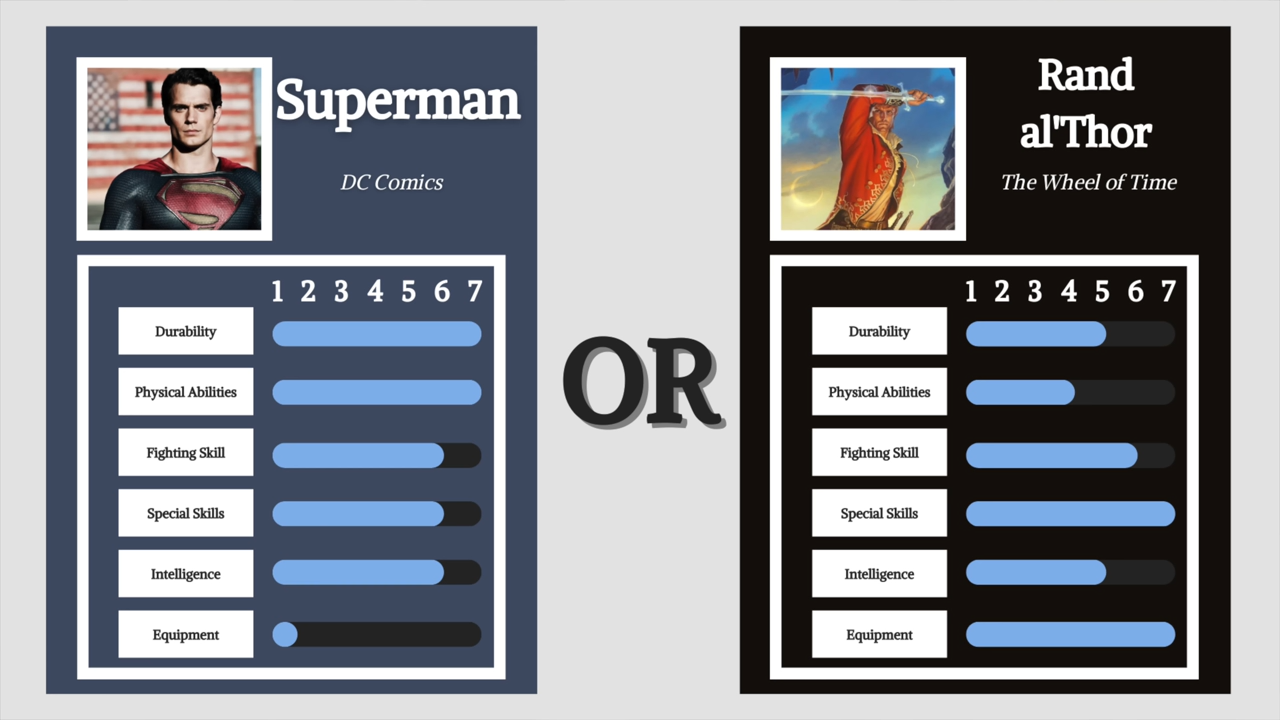 Superman
DC Comics
1 2 3 4 5 6 7
Durability
Physical Abilities
Fighting Skill
Special Skills
Intelligence
Equipment
OR
Rand
al'Thor
The Wheel of Time
1 2 3 4 5 6 7
Durability
Physical Abilities
Fighting Skill
Special Skills
Intelligence
Equipment